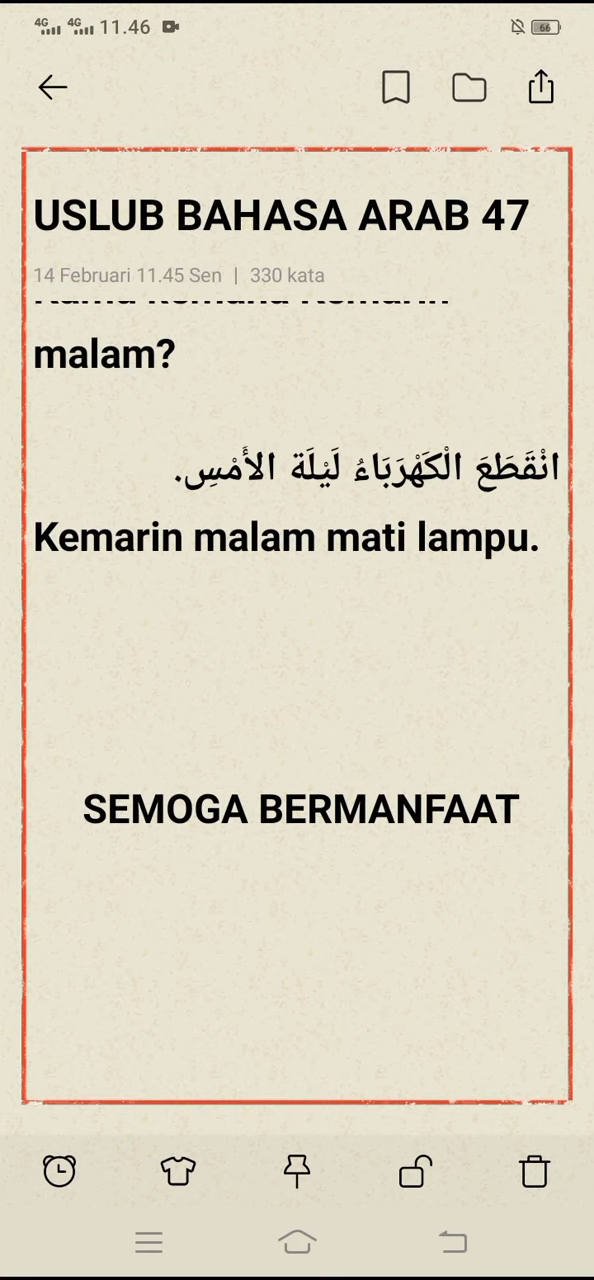 4G 4G 11.46 66
USLUB BAHASA ARAB 47
14 Februari 11.45 Sen | 330 kata
malam?
انْقَطَعَ الْكَهْرَبَاءُ لَيْلَة الأَمْسِ.
Kemarin malam mati lampu.
SEMOGA BERMANFAAT